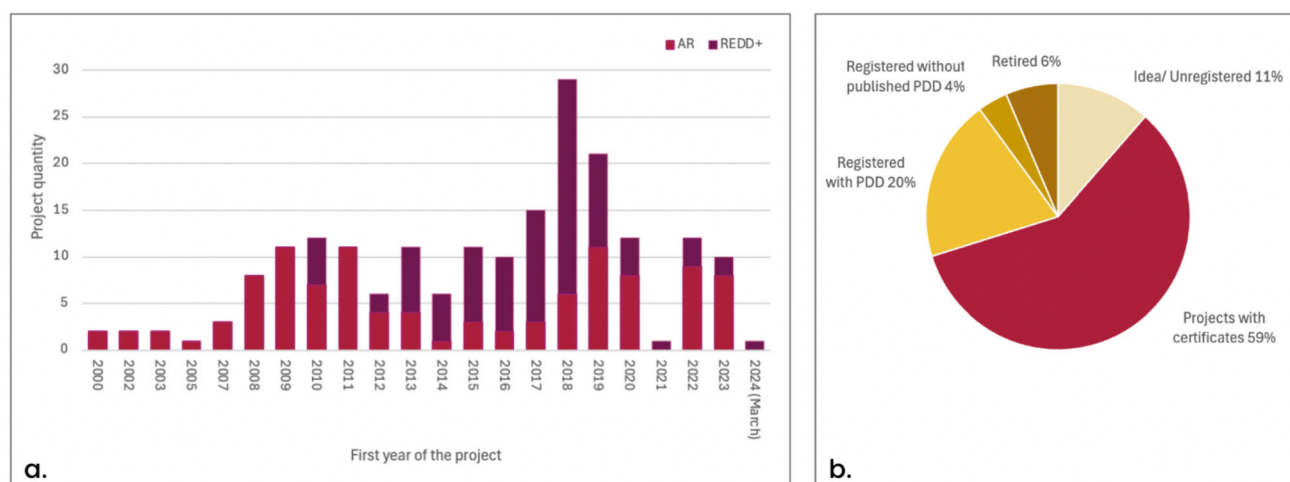 AR REDD+
30
25
20
15
10
5
0
Project quantity
2000
2002
2003
2005
2007
2008
2009
2010
2011
2012
2013
2014
2015
2016
2017
2018
2019
2020
2021
2022
2023
2024 (March)
First year of the project
a.
Registered without
published PDD 4%
Retired 6%
Idea/ Unregistered 11%
Registered
with PDD 20%
Projects with
certificates 59%
b.